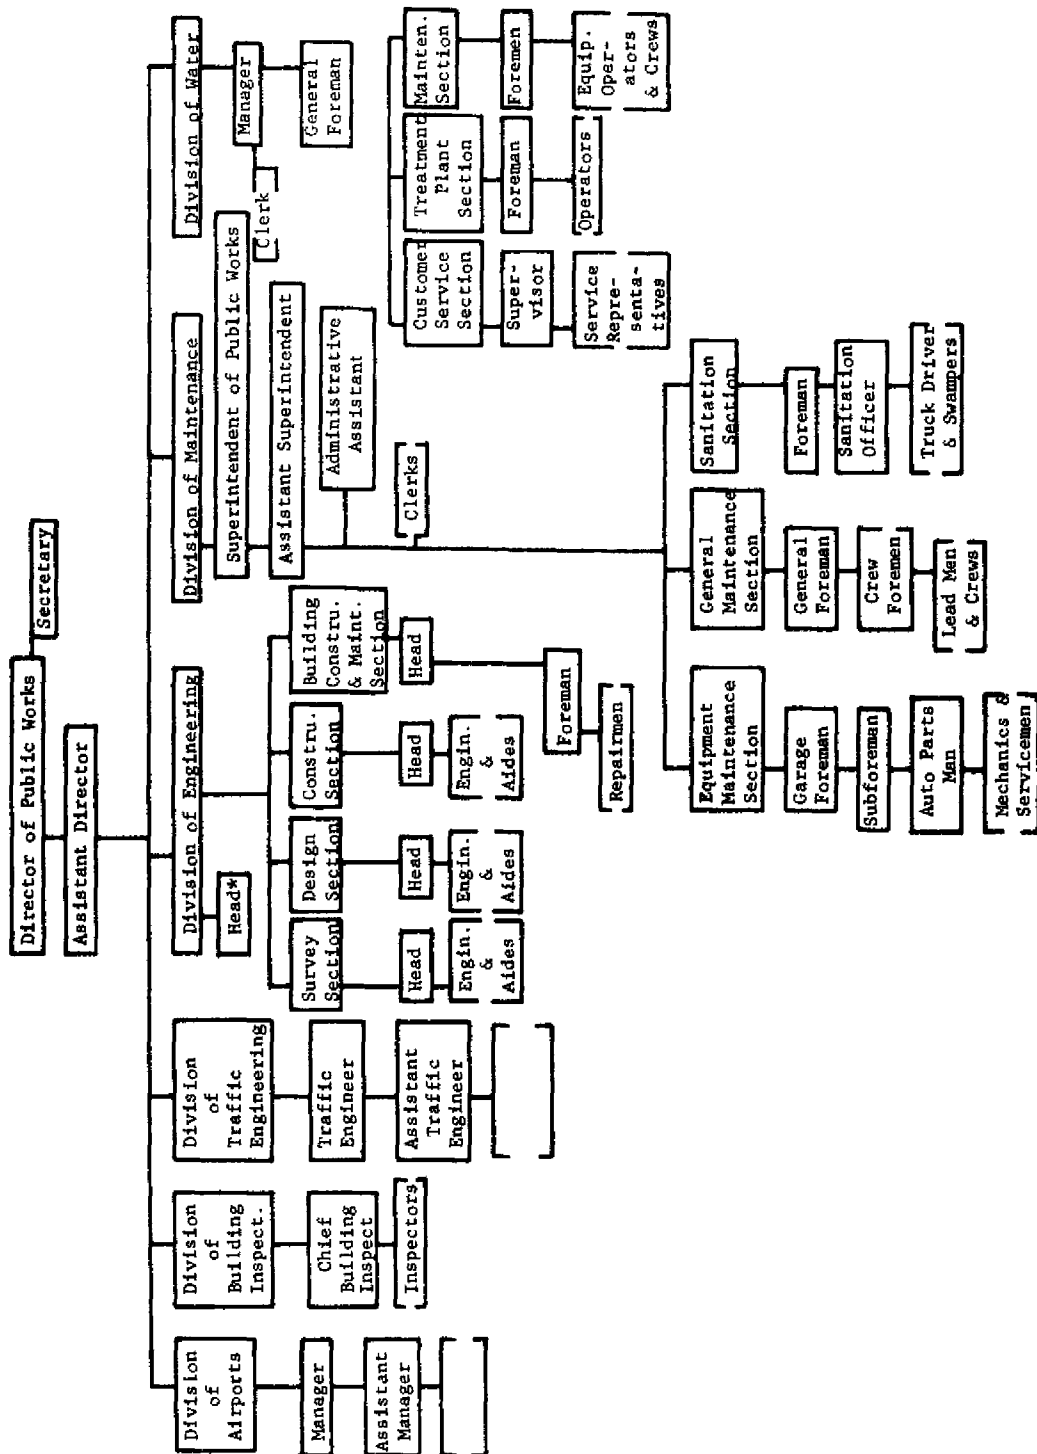 Director of Public Works
Secretary
Assistant Director
Division
of
Airports
Manager
Assistant
Manager
Division
of
Building
Inspect.
Chief
Building
Inspect
Inspectors
Division
of
Traffic
Engineering
Traffic
Engineer
Assistant
Traffic
Engineer
Division of Engineering
Head*
Survey
Section
Head
Engin.
&
Aides
Design
Section
Head
Engin.
&
Aides
Constru.
Section
Head
Engin.
&
Aides
Building
Constru.
& Maint.
Section
Head
Foreman
Repairmen
Division of Maintenance
Superintendent of Public Works
Assistant Superintendent
Administrative
Assistant
Clerks
Equipment
Maintenance
Section
Garage
Foreman
Subforeman
Auto Parts
Man
Mechanics &
Servicemen
General
Maintenance
Section
General
Foreman
Crew
Foremen
Lead Men
& Crews
Sanitation
Section
Foreman
Sanitation
Officer
Truck Driver
& Swampers
Division of Water
Manager
Clerk
General
Foreman
Customer
Service
Section
Super-
visor
Service
Repre-
senta-
tives
Treatment
Plant
Section
Foreman
Operators
Mainten.
Section
Foremen
Equip.
Oper-
ators
& Crews